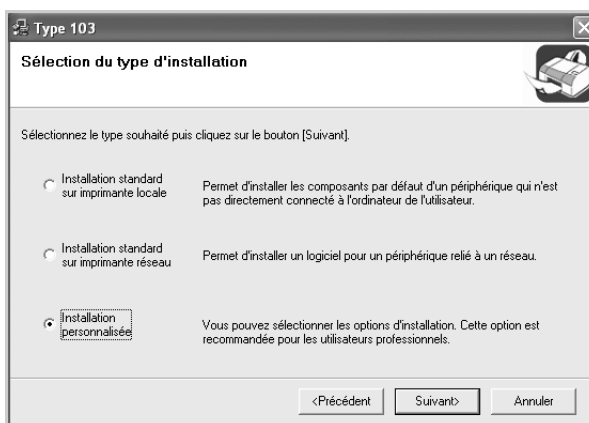 Type 103
Sélection du type d'installation
Sélectionnez le type souhaité puis cliquez sur le bouton [Suivant].
Installation standard
sur imprimante locale
Permet d'installer les composants par défaut d'un périphérique qui n'est
pas directement connecté à l'ordinateur de l'utilisateur.
Installation standard
sur imprimante réseau
Permet d'installer un logiciel pour un périphérique relié à un réseau.
Installation
personnalisée
Vous pouvez sélectionner les options d'installation. Cette option est
recommandée pour les utilisateurs professionnels.
<Précédent
Suivant>
Annuler